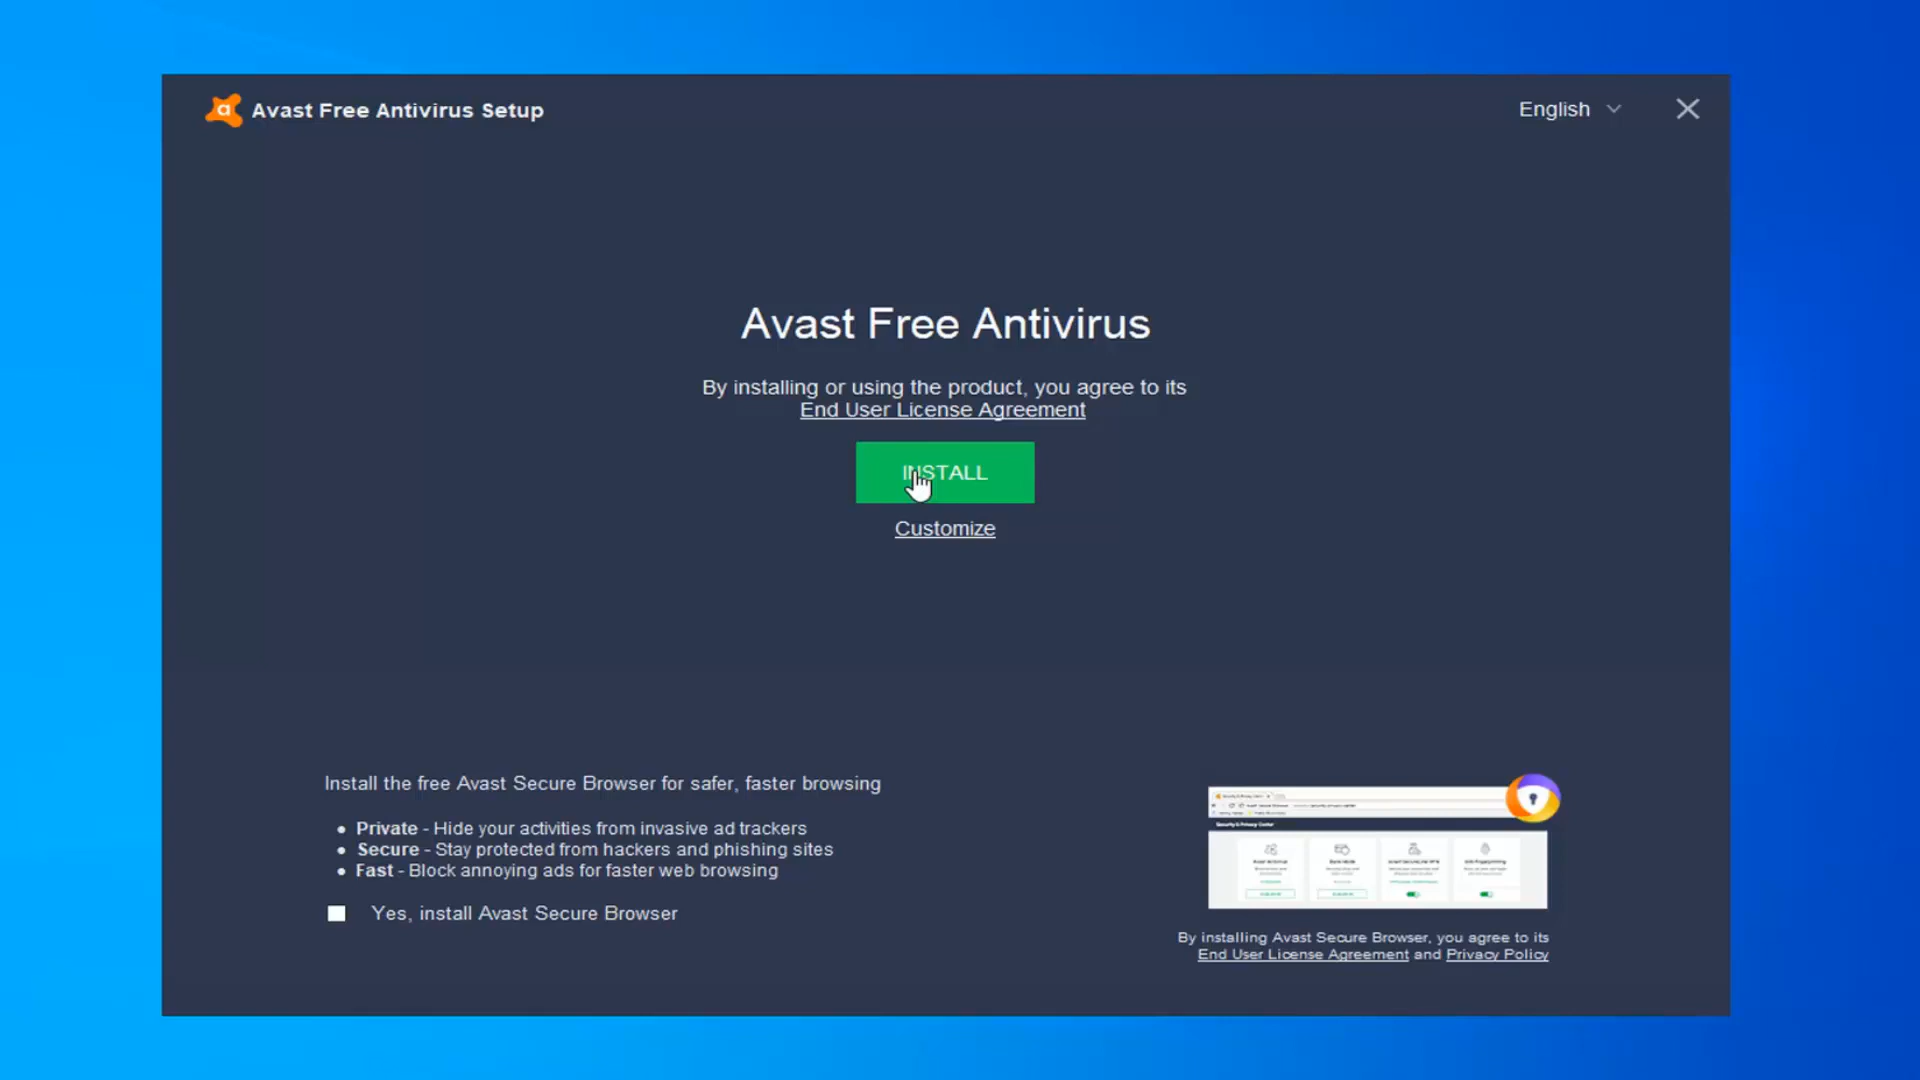 Avast Free Antivirus Setup
English
Avast Free Antivirus
By installing or using the product, you agree to its
End User License Agreement
INSTALL
Customize
Install the free Avast Secure Browser for safer, faster browsing
• Private - Hide your activities from invasive ad trackers
• Secure - Stay protected from hackers and phishing sites
• Fast - Block annoying ads for faster web browsing
Yes, install Avast Secure Browser
Security & Privacy Center
By installing Avast Secure Browser, you agree to its
End User License Agreement and Privacy Policy